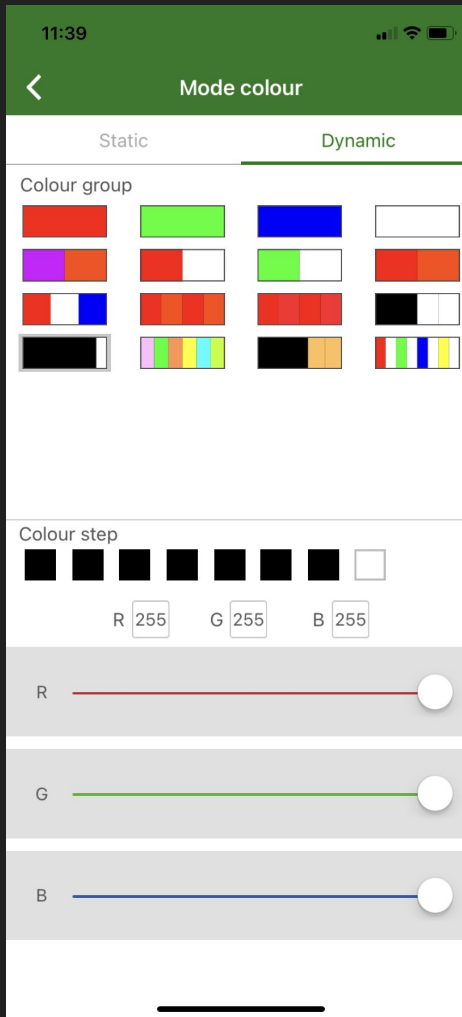 11:39
Mode colour
Static Dynamic
Colour group
Colour step
R 255 G 255 B 255
R
G
B